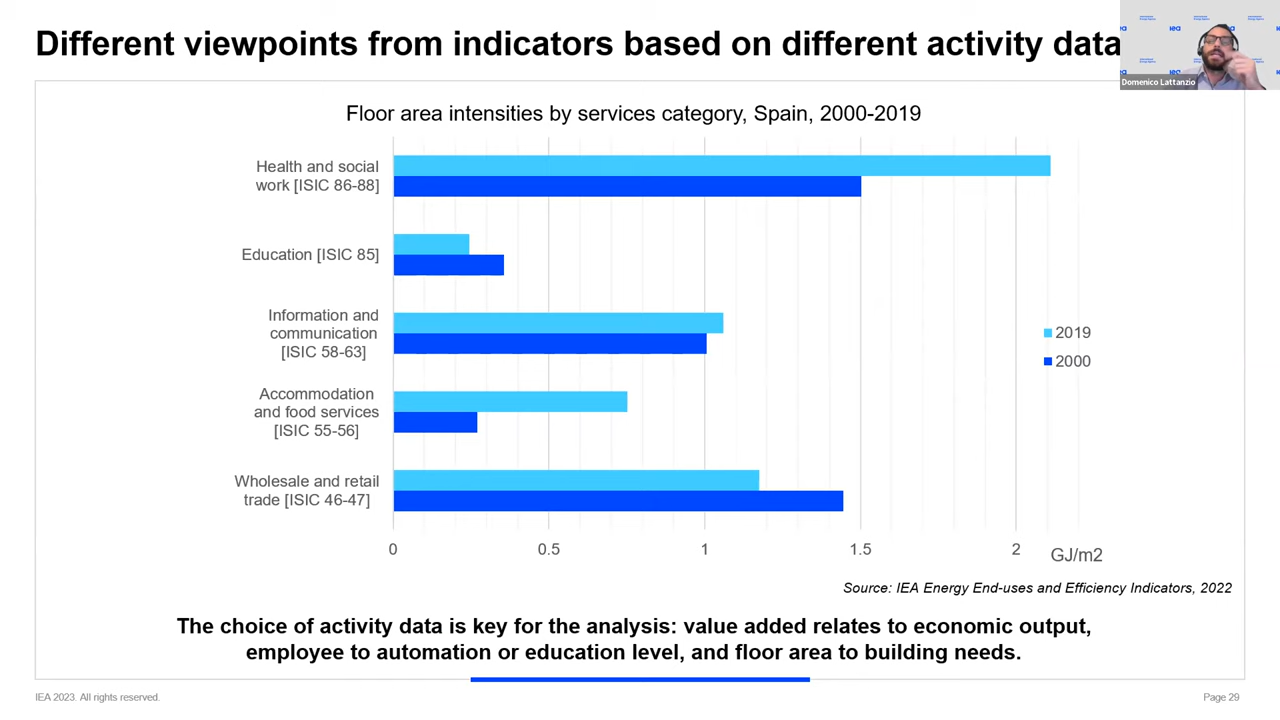 Different viewpoints from indicators based on different activity data
iea
Domenico Lattanzio
Floor area intensities by services category, Spain, 2000-2019
Health and social
work [ISIC 86-88]
Education [ISIC 85]
Information and
communication
[ISIC 58-63]
Accommodation
and food services
[ISIC 55-56]
Wholesale and retail
trade [ISIC 46-47]
2019
2000
0
0.5
1
1.5
2
GJ/m2
Source: IEA Energy End-uses and Efficiency Indicators, 2022
The choice of activity data is key for the analysis: value added relates to economic output,
employee to automation or education level, and floor area to building needs.
IEA 2023. All rights reserved.
Page 29